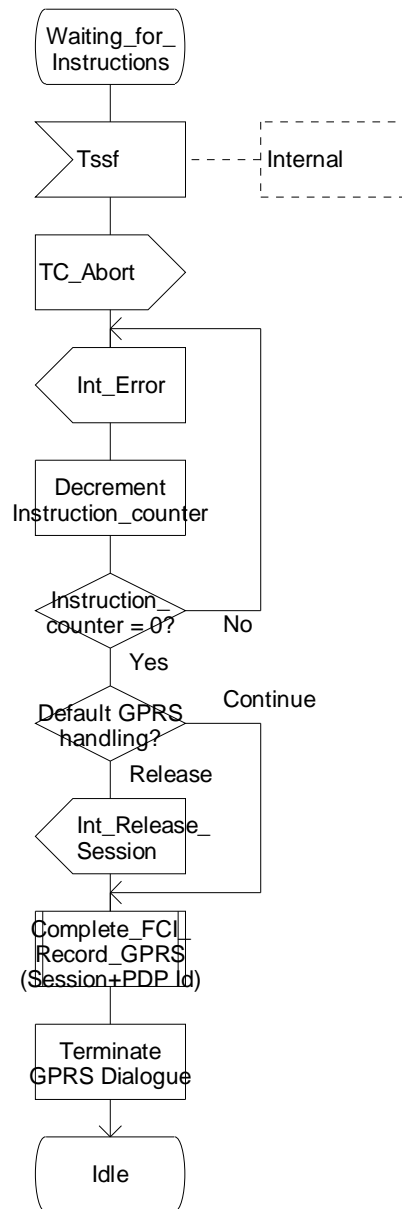 Waiting_for_
Instructions
Tssf
Internal
TC_Abort
Int_Error
Decrement
Instruction_counter
Instruction_
counter = 0?
No
Yes
Default GPRS
handling?
Continue
Release
Int_Release_
Session
Complete_FCI_
Record_GPRS
(Session+PDP Id)
Terminate
GPRS Dialogue
Idle